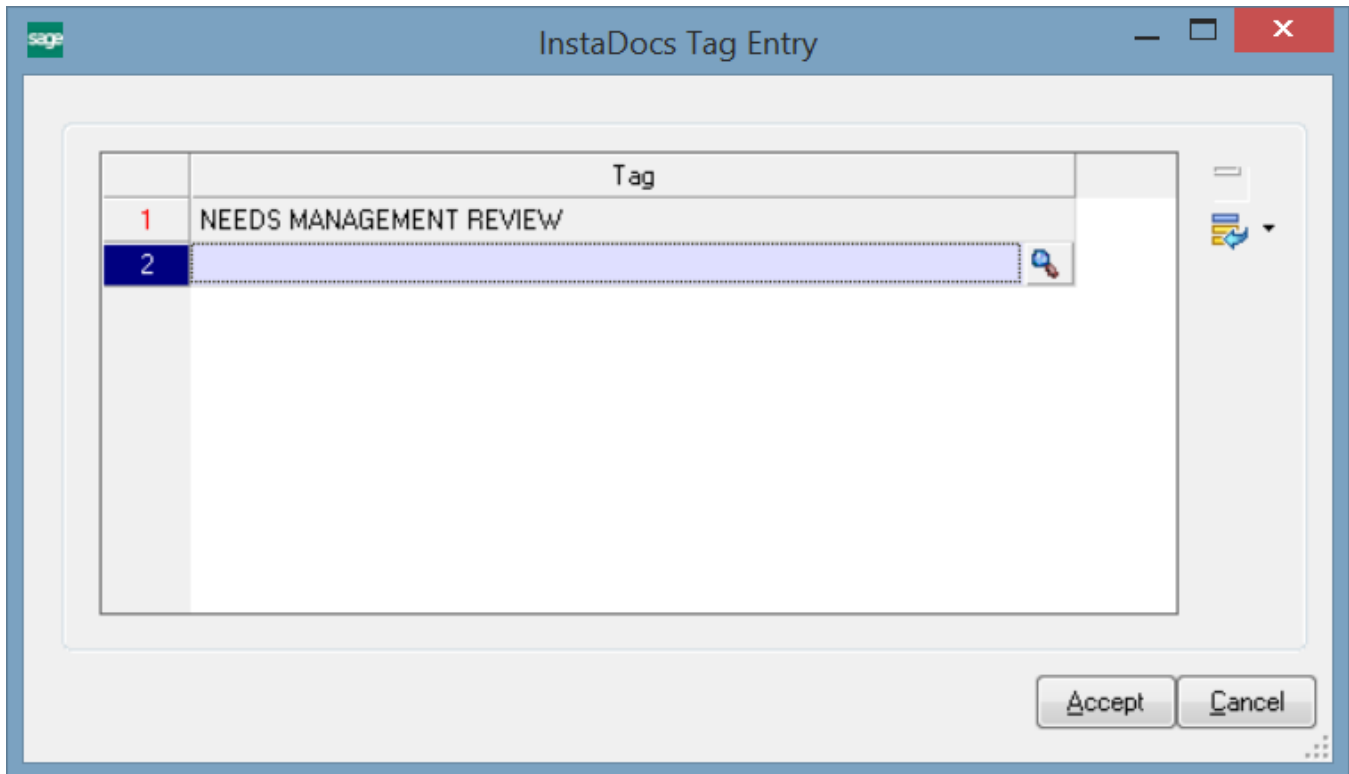 sage
InstaDocs Tag Entry
Tag
1 NEEDS MANAGEMENT REVIEW
2
Accept Cancel